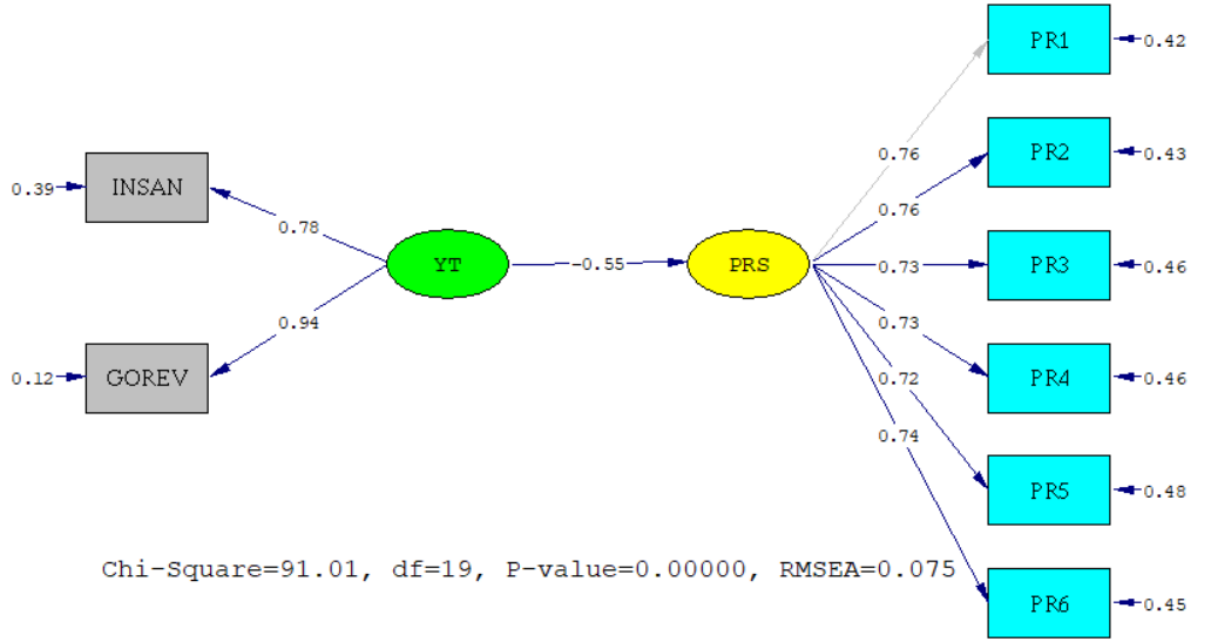 PR1
0.42
0.76
PR2
0.43
0.39
INSAN
0.78
0.76
YT
-0.55
PRS
0.73
PR3
0.46
0.94
0.73
0.12
GOREV
0.72
PR4
0.46
0.74
PR5
0.48
Chi-Square=91.01, df=19, P-value=0.00000, RMSEA=0.075
PR6
0.45